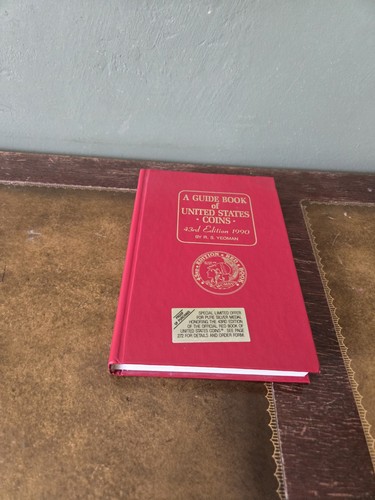 A GUIDE BOOK
of
UNITED STATES
· COINS ·
43rd Edition 1990
BY R. S. YEOMAN
SPECIAL LIMITED OFFER
FOR PURE SILVER MEDAL
HONORING THE 43RD EDITION
OF THE OFFICIAL RED BOOK OF
UNITED STATES COINS. SEE PAGE
272 FOR DETAILS AND ORDER FORM.